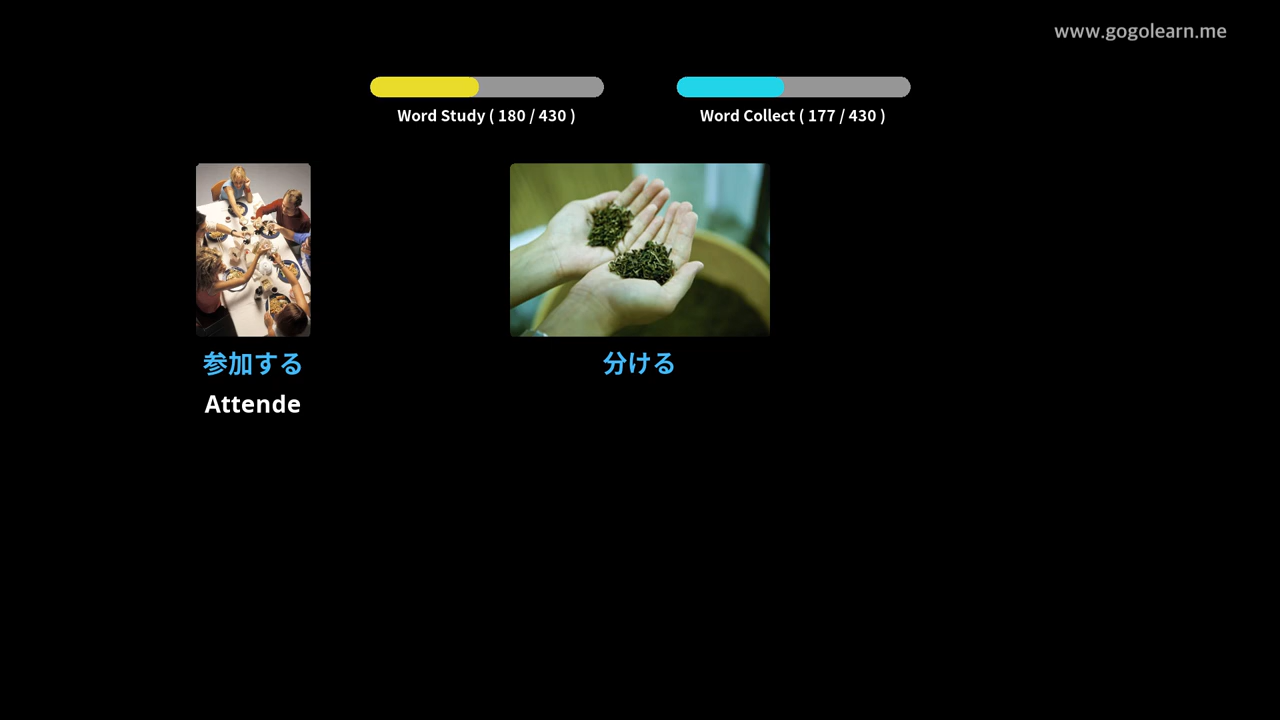 www.gogolearn.me
Word Study ( 180 / 430 )
Word Collect ( 177 / 430 )
参加する
Attende
分ける